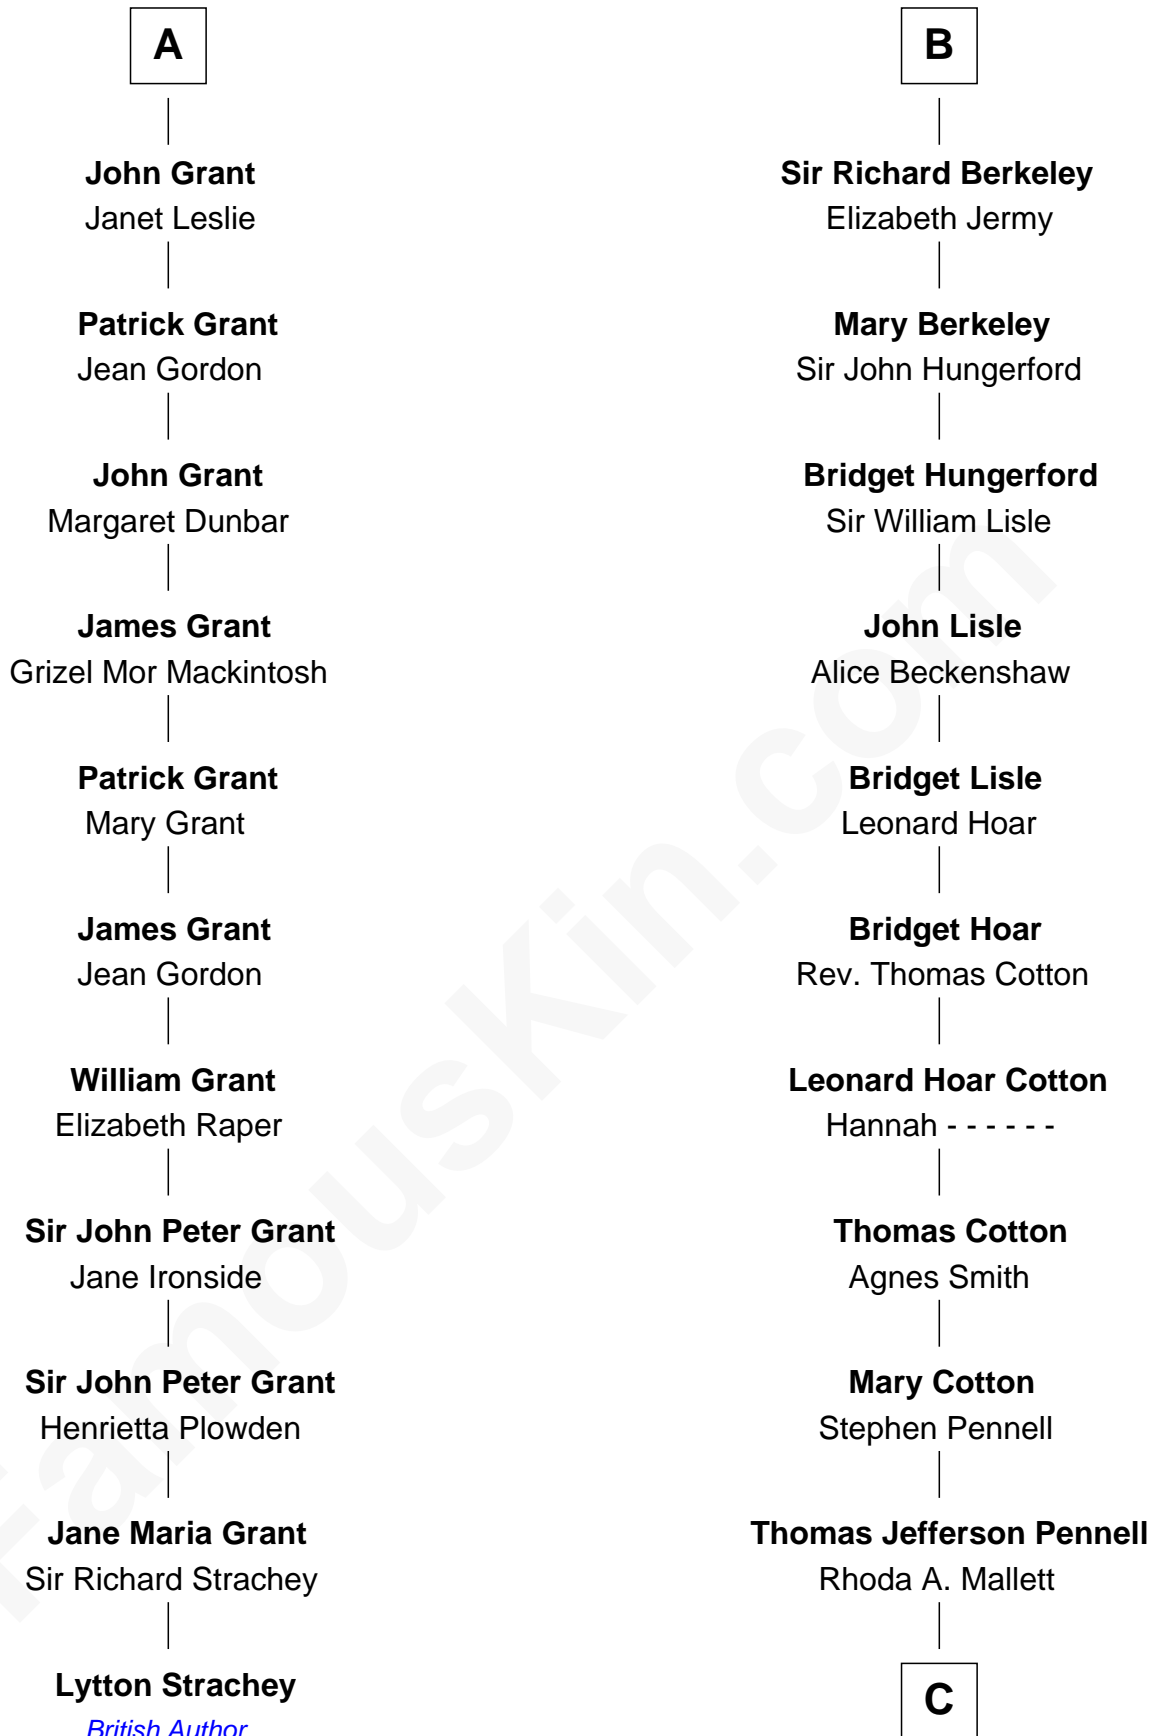 A
John Grant
Janet Leslie
Patrick Grant
Jean Gordon
John Grant
Margaret Dunbar
James Grant
Grizel Mor Mackintosh
Patrick Grant
Mary Grant
James Grant
Jean Gordon
William Grant
Elizabeth Raper
Sir John Peter Grant
Jane Ironside
Sir John Peter Grant
Henrietta Plowden
Jane Maria Grant
Sir Richard Strachey
Lytton Strachey
British Author
B
Sir Richard Berkeley
Elizabeth Jermy
Mary Berkeley
Sir John Hungerford
Bridget Hungerford
Sir William Lisle
John Lisle
Alice Beckenshaw
Bridget Lisle
Leonard Hoar
Bridget Hoar
Rev. Thomas Cotton
Leonard Hoar Cotton
Hannah - - - - - -
Thomas Cotton
Agnes Smith
Mary Cotton
Stephen Pennell
Thomas Jefferson Pennell
Rhoda A. Mallett
C
FamousKin.com